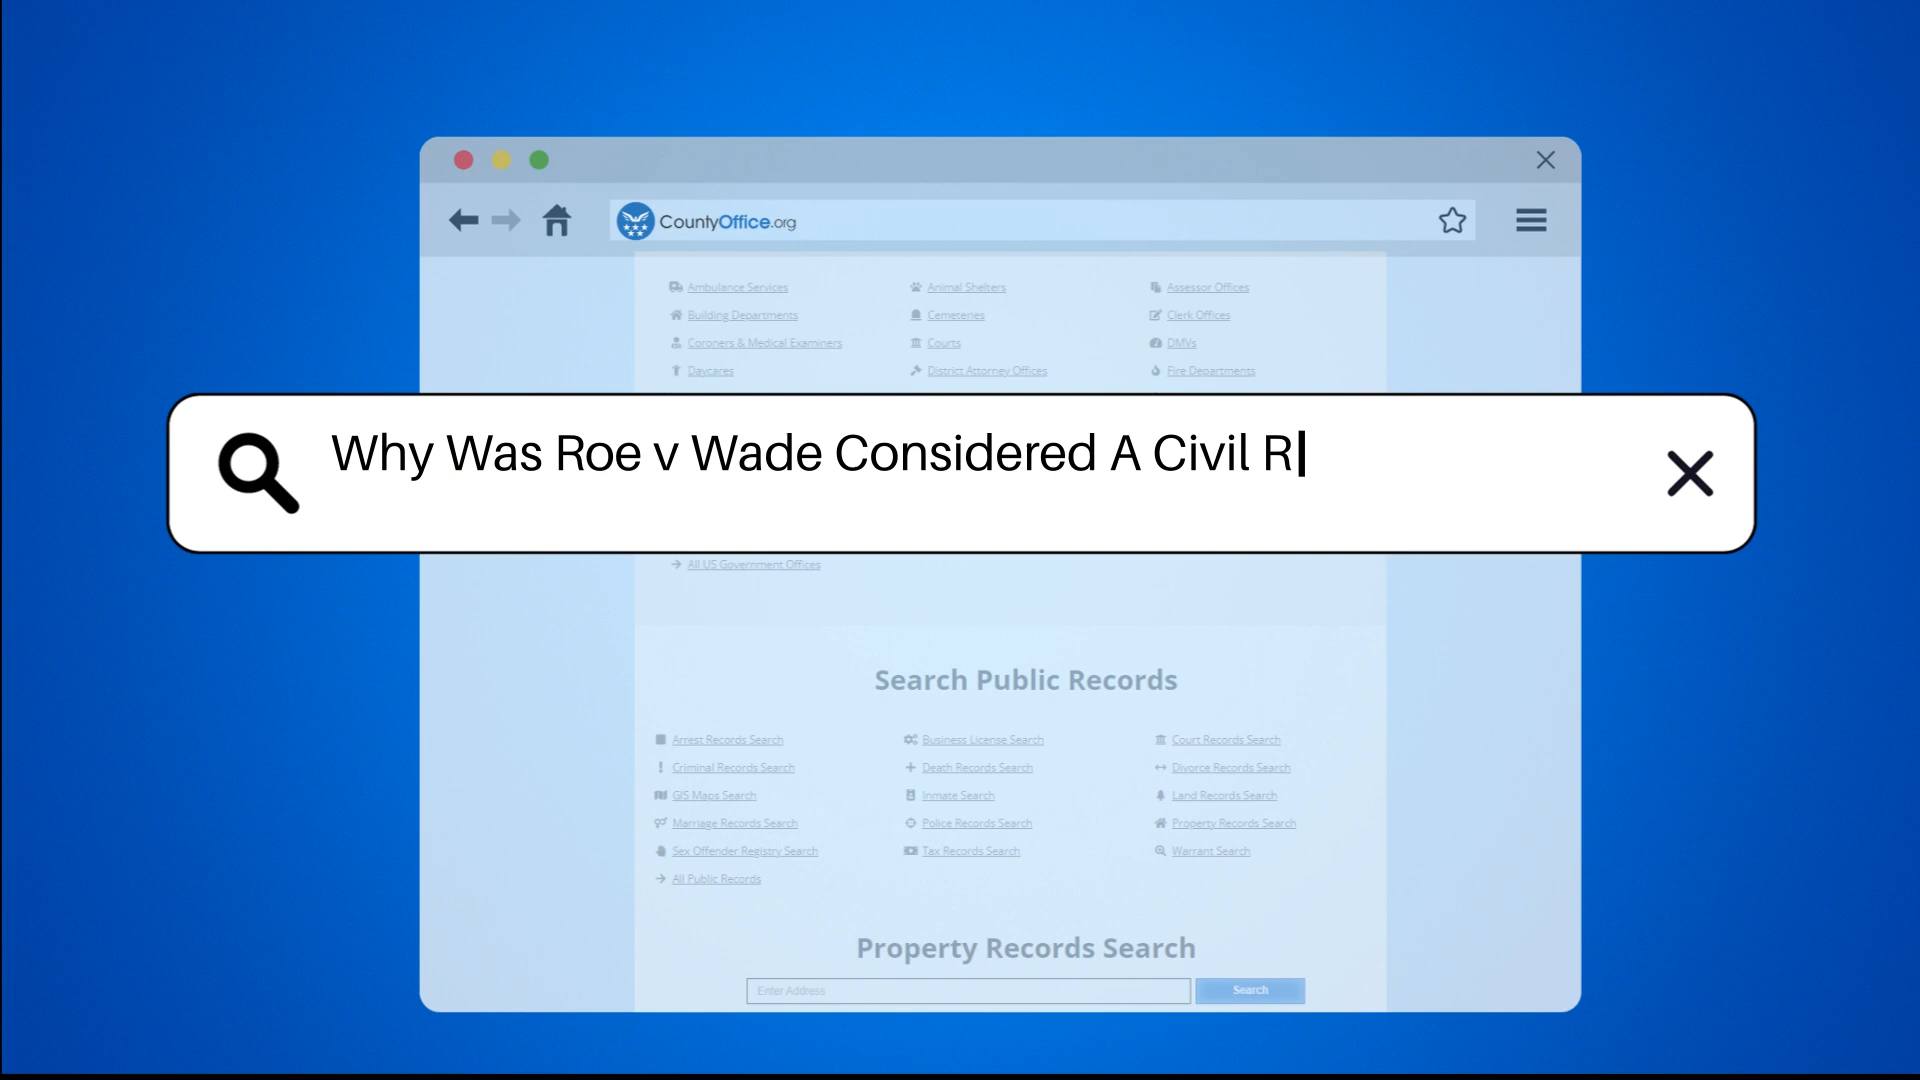 CountyOffice.org
Ambulance Services Animal Shelters Assessor Offices
Building Departments Cemeteries Clerk Offices
Coroners & Medical Examiners Courts DMVs
Daycares District Attorney Offices Fire Departments
Why Was Roe v Wade Considered A Civil R
All US Government Offices
Search Public Records
Arrest Records Search Business License Search Court Records Search
Criminal Records Search Death Records Search Divorce Records Search
GIS Maps Search Inmate Search Land Records Search
Marriage Records Search Police Records Search Property Records Search
Sex Offender Registry Search Tax Records Search Warrant Search
All Public Records
Property Records Search
Enter Address Search